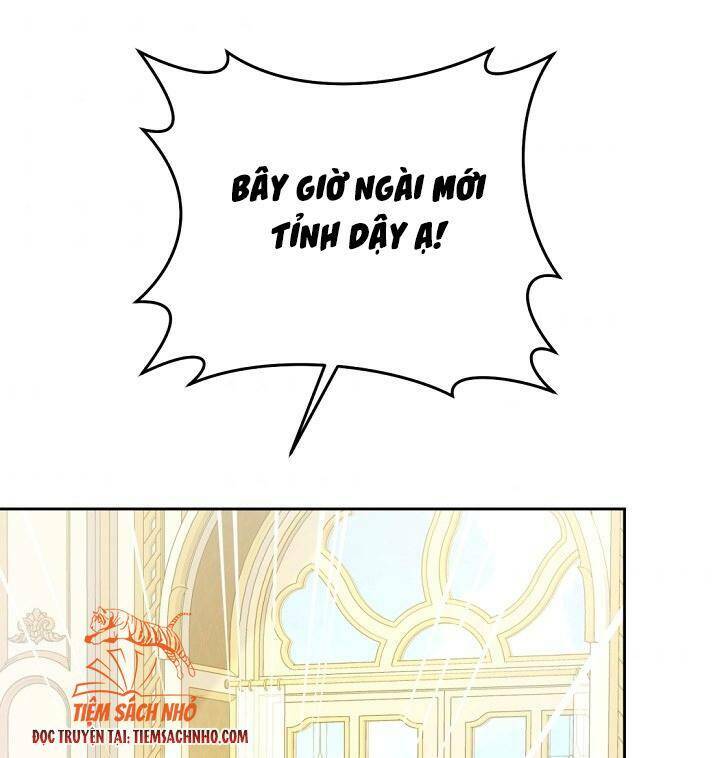 BÂY GIỜ NGÀI MỚI
TỈNH DẬY Ạ!
TIỆM SÁCH NHỎ
ĐỌC TRUYỆN TẠI: TIEMSACHNHO.COM